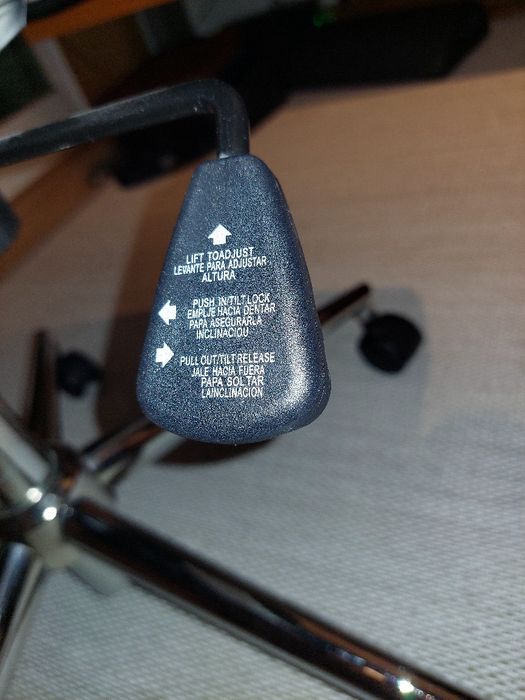 LIFT TOADJUST
LEVANTE PARA ADJUSTAR
ALTURA
PUSH IN/TILT LOCK
EMPLJE HACIA DENTAR
PAPA ASEGURARLA
INCLINACIOU
PULL OUT/TILT RELEASE
JALE HACIA FUERA
PAPA SOLTAR
LAINCLINACION